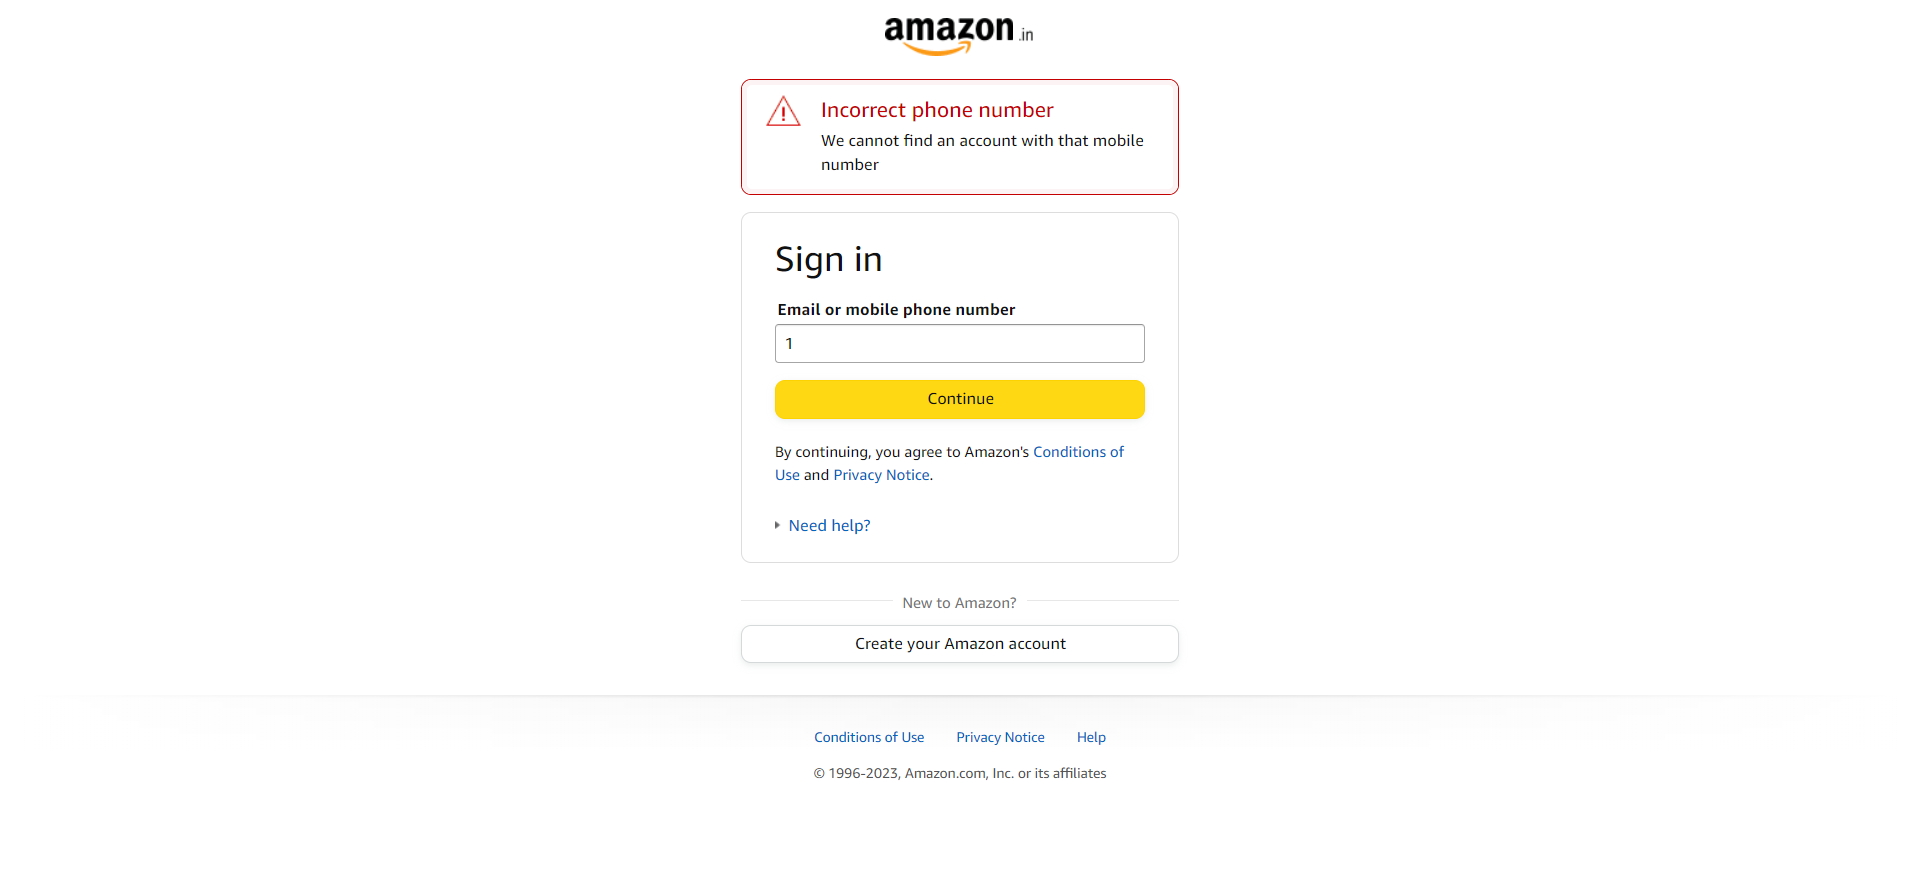 amazon.in
Incorrect phone number
We cannot find an account with that mobile
number
Sign in
Email or mobile phone number
1
Continue
By continuing, you agree to Amazon's Conditions of
Use and Privacy Notice.
Need help?
New to Amazon?
Create your Amazon account
Conditions of Use Privacy Notice Help
© 1996-2023, Amazon.com, Inc. or its affiliates